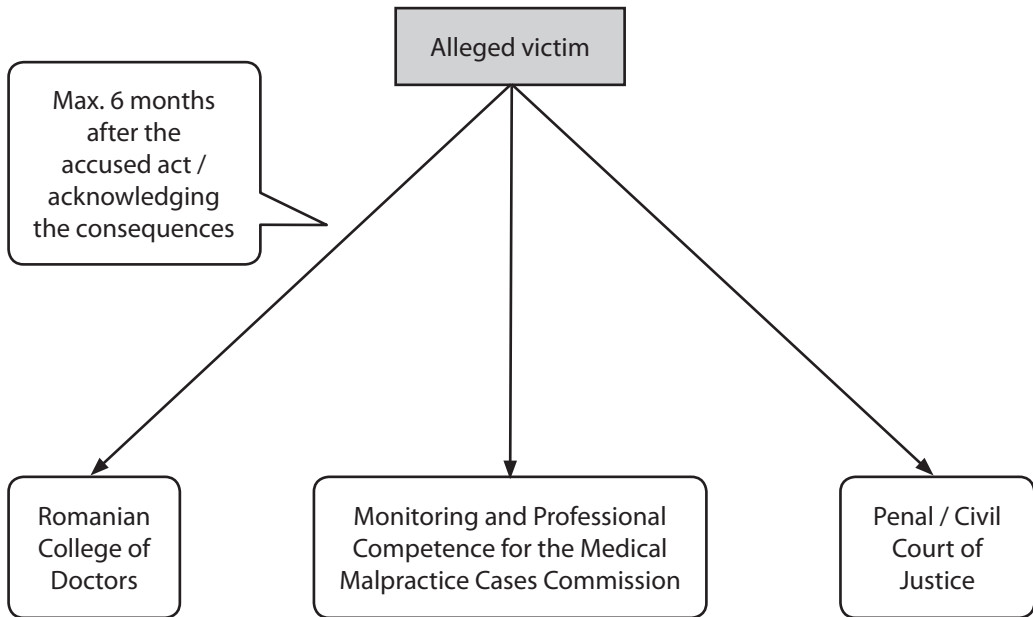 Alleged victim
Max. 6 months
after the
accused act /
acknowledging
the consequences
Romanian
College of
Doctors
Monitoring and Professional
Competence for the Medical
Malpractice Cases Commission
Penal / Civil
Court of
Justice